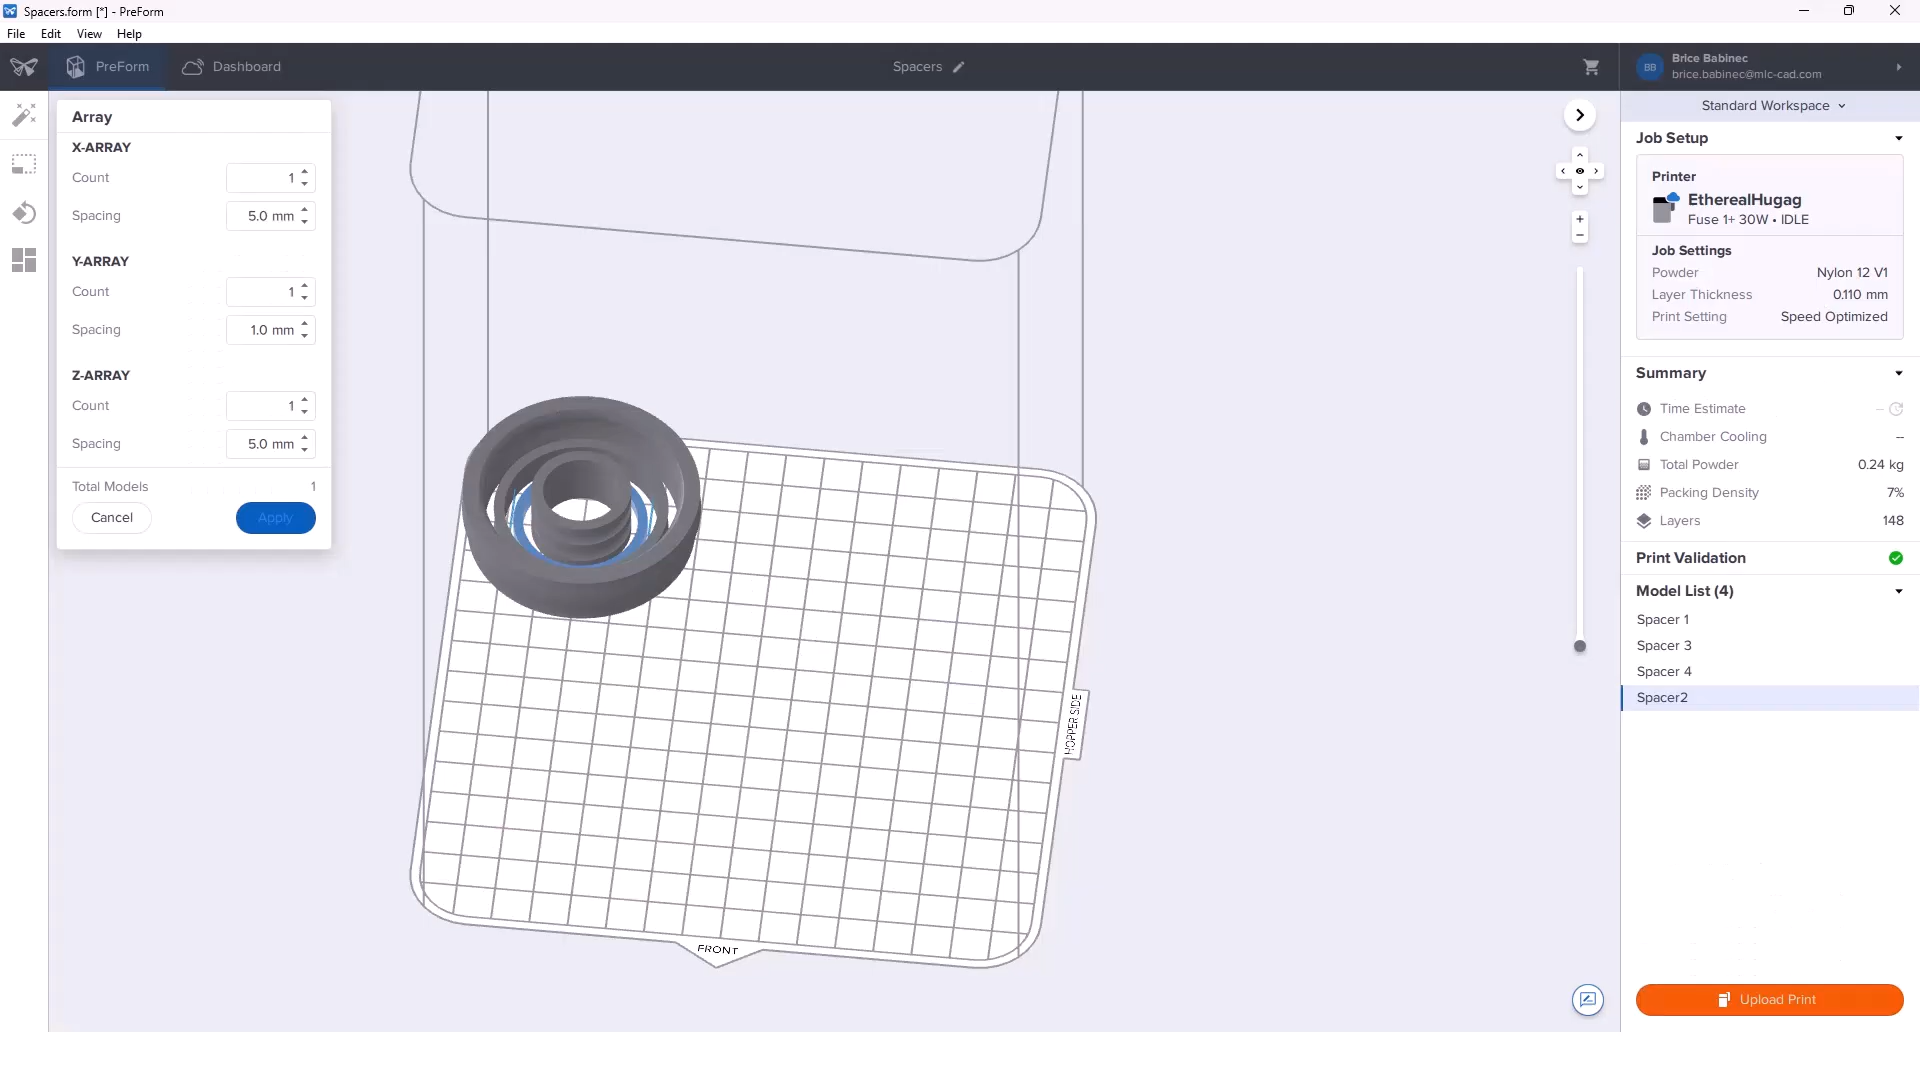 Spacers.form [*] - PreForm
File Edit View Help
PreForm
Dashboard
Spacers
BB
Brice Babinec
brice.babinec@mlc-cad.com
Array
X-ARRAY
Count 1
Spacing 5.0 mm
Y-ARRAY
Count 1
Spacing 1.0 mm
Z-ARRAY
Count 1
Spacing 5.0 mm
Total Models 1
Cancel Apply
HOPPER SIDE
FRONT
Standard Workspace
Job Setup
Printer
EtherealHugag
Fuse 1+ 30W • IDLE
Job Settings
Powder Nylon 12 V1
Layer Thickness 0.110 mm
Print Setting Speed Optimized
Summary
Time Estimate –
Chamber Cooling --
Total Powder 0.24 kg
Packing Density 7%
Layers 148
Print Validation
Model List (4)
Spacer 1
Spacer 3
Spacer 4
Spacer2
Upload Print